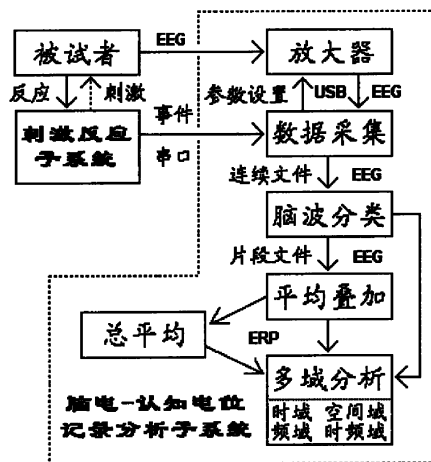 被试者
EEG
放大器
反应
刺激
参数设置
USB
EEG
刺激反应
子系统
事件
串口
数据采集
连续文件
EEG
脑波分类
片段文件
EEG
平均叠加
总平均
ERP
多域分析
时域 空间域
频域 时频域
脑电-认知电位
记录分析子系统